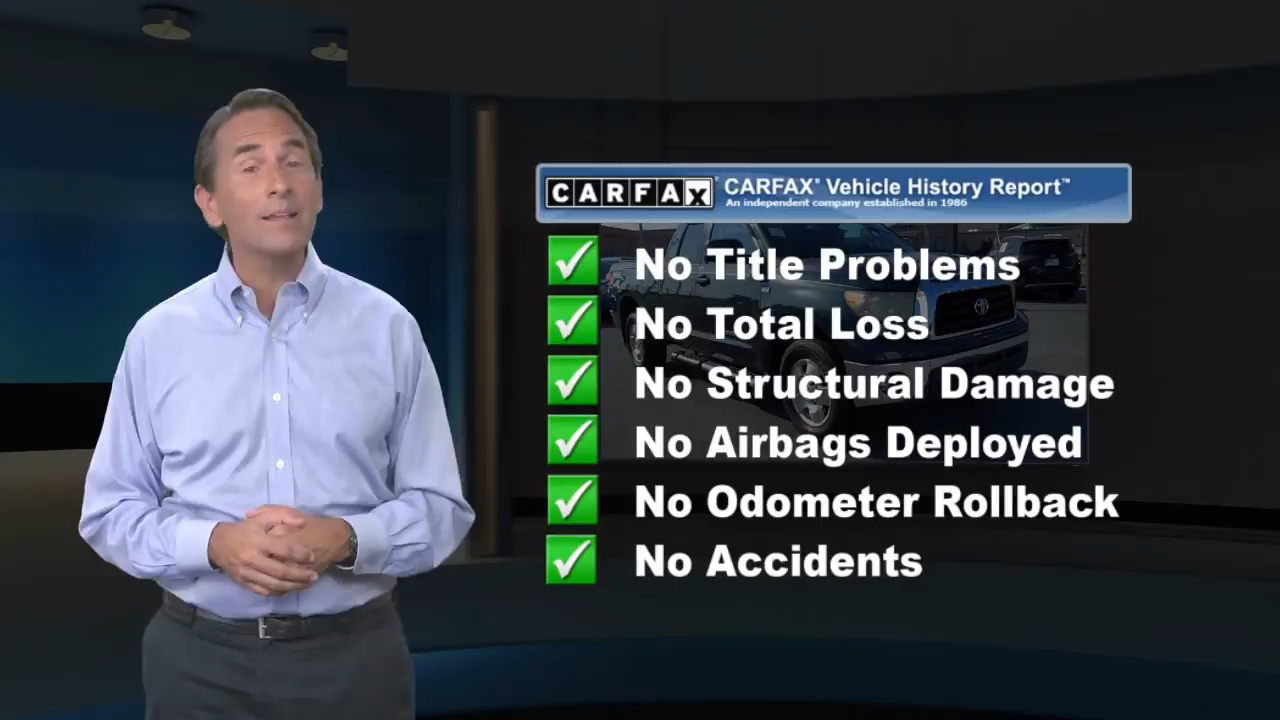 CARFAX® CARFAX® Vehicle History Report™
An independent company established in 1986
No Title Problems
No Total Loss
No Structural Damage
No Airbags Deployed
No Odometer Rollback
No Accidents